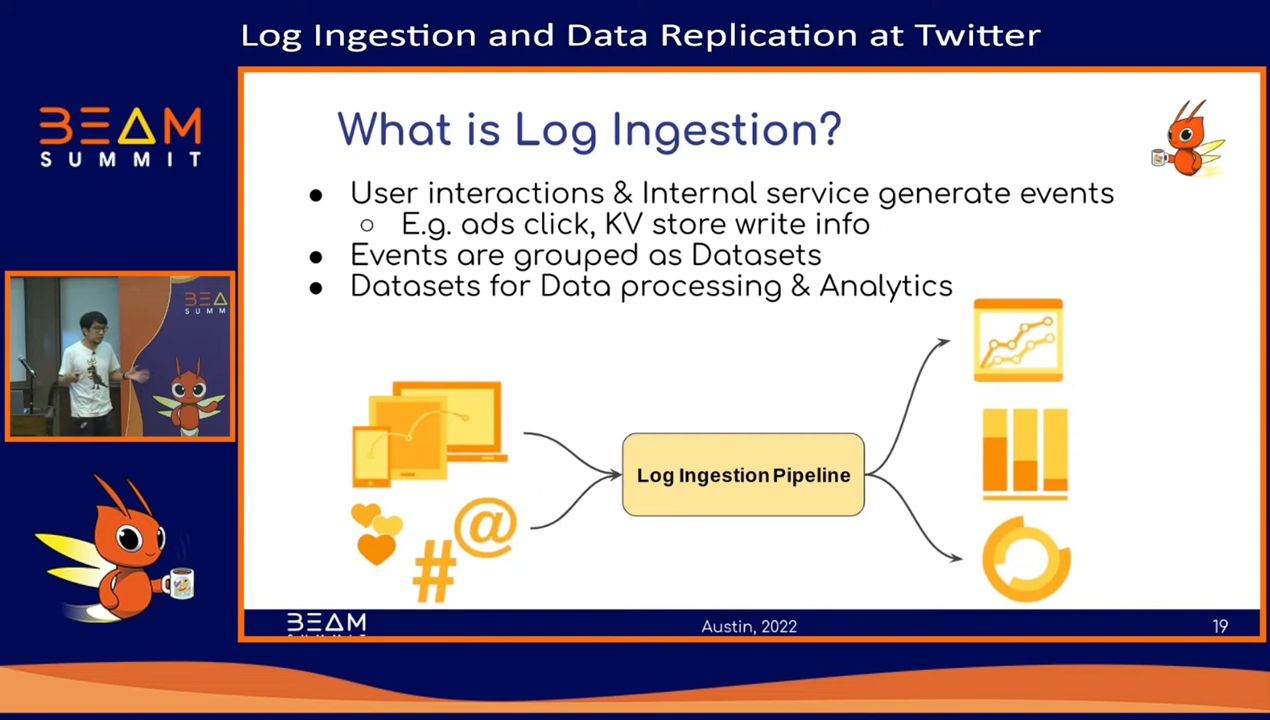 Log Ingestion and Data Replication at Twitter
BEAM
SUMMIT
What is Log Ingestion?
● User interactions & Internal service generate events
○ E.g. ads click, KV store write info
● Events are grouped as Datasets
● Datasets for Data processing & Analytics
BEAM
SUMM
@
#
Log Ingestion Pipeline
BEAM
Austin, 2022
19